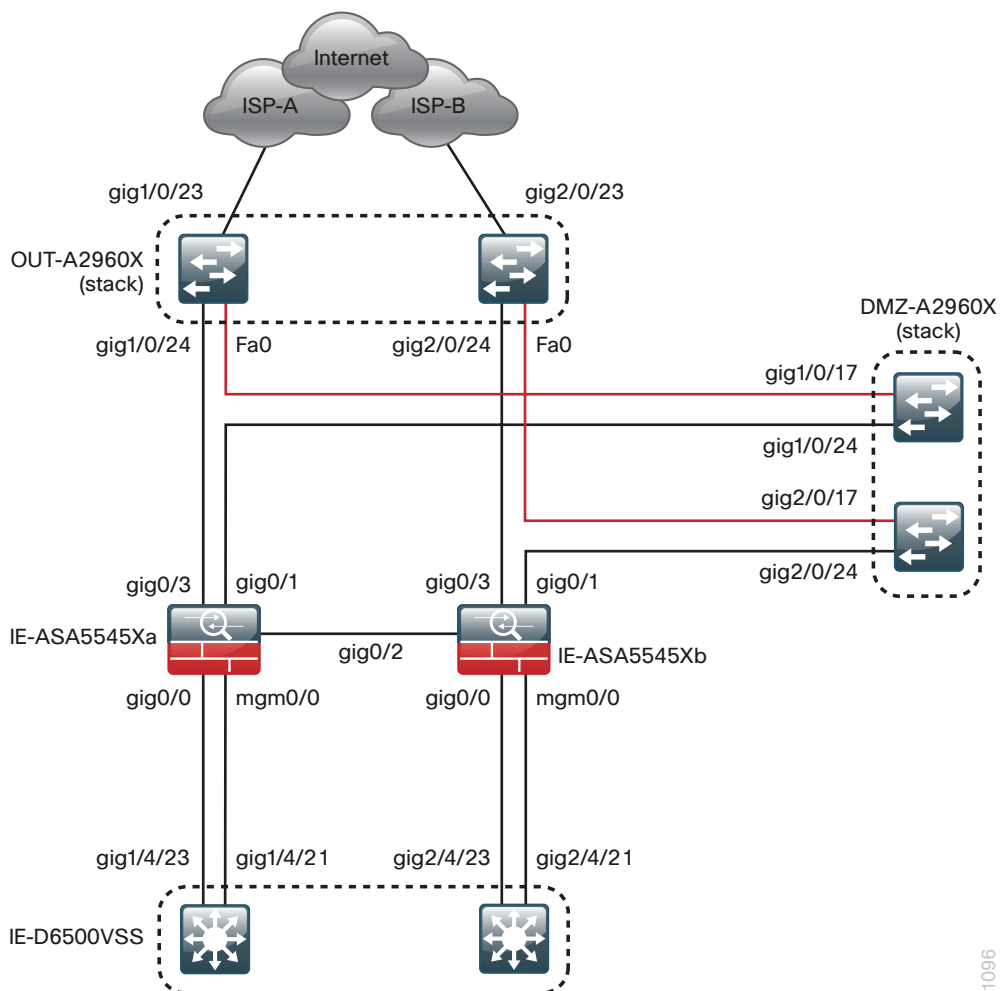 Internet
ISP-A
ISP-B
gig1/0/23
gig2/0/23
OUT-A2960X
(stack)
DMZ-A2960X
(stack)
gig1/0/24
Fa0
gig2/0/24
Fa0
gig1/0/17
gig1/0/24
gig2/0/17
gig2/0/24
gig0/3
gig0/1
gig0/3
gig0/1
IE-ASA5545Xa
gig0/2
IE-ASA5545Xb
gig0/0
mgm0/0
gig0/0
mgm0/0
gig1/4/23
gig1/4/21
gig2/4/23
gig2/4/21
IE-D6500VSS
1096